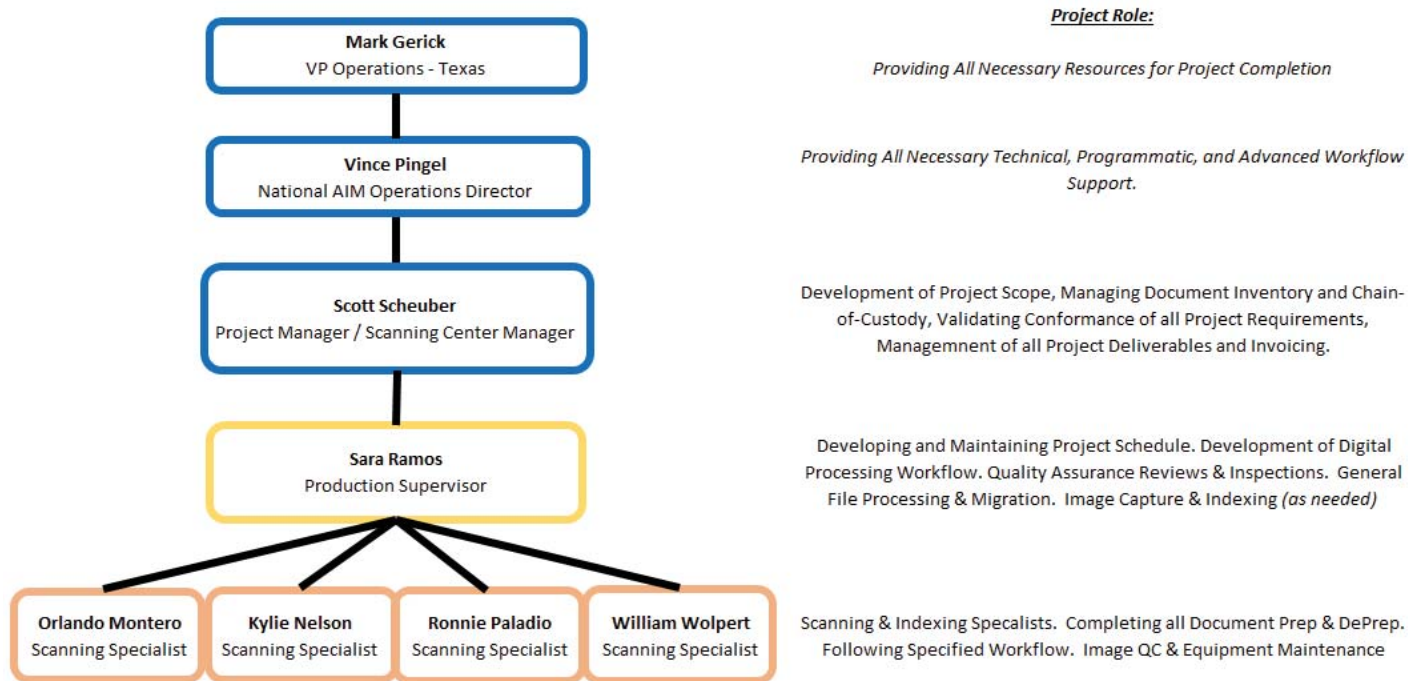 Project Role:
Mark Gerick
VP Operations - Texas
Providing All Necessary Resources for Project Completion
Vince Pingel
National AIM Operations Director
Providing All Necessary Technical, Programmatic, and Advanced Workflow
Support.
Scott Scheuber
Project Manager / Scanning Center Manager
Development of Project Scope, Managing Document Inventory and Chain-
of-Custody, Validating Conformance of all Project Requirements,
Managemnent of all Project Deliverables and Invoicing.
Sara Ramos
Production Supervisor
Developing and Maintaining Project Schedule. Development of Digital
Processing Workflow. Quality Assurance Reviews & Inspections. General
File Processing & Migration. Image Capture & Indexing (as needed)
Orlando Montero
Scanning Specialist
Kylie Nelson
Scanning Specialist
Ronnie Paladio
Scanning Specialist
William Wolpert
Scanning Specialist
Scanning & Indexing Specalists. Completing all Document Prep & DePrep.
Following Specified Workflow. Image QC & Equipment Maintenance